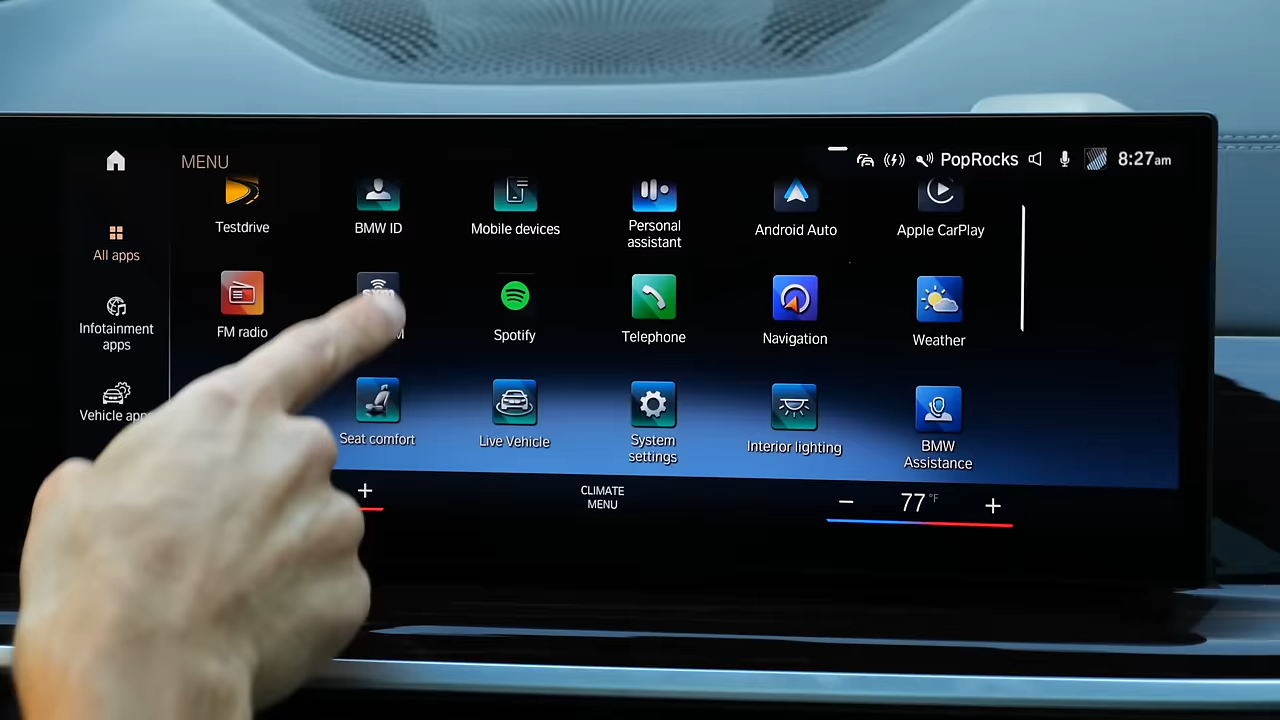 MENU
PopRocks
8:27am
Testdrive
BMW ID
Mobile devices
Personal
assistant
Android Auto
Apple CarPlay
All apps
FM radio
Spotify
Telephone
Navigation
Weather
Infotainment
apps
Vehicle
Seat comfort
Live Vehicle
System
settings
Interior lighting
BMW
Assistance
+
CLIMATE
MENU
− 77°F +